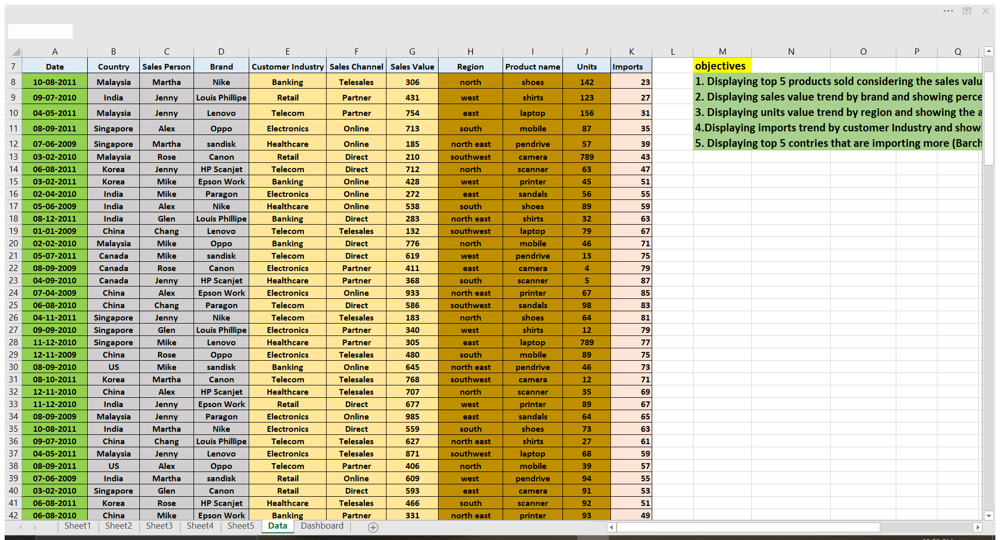 A B C D E F G H I J K L M N O P Q
7 Date Country Sales Person Brand Customer Industry Sales Channel Sales Value Region Product name Units Imports objectives
8 10-08-2011 Malaysia Martha Nike Banking Telesales 306 north shoes 142 23 1. Displaying top 5 products sold considering the sales valu
9 09-07-2010 India Jenny Louis Phillipe Retail Partner 431 west shirts 123 27 2. Displaying sales value trend by brand and showing perce
10 04-05-2011 Malaysia Jenny Lenovo Telecom Partner 754 east laptop 156 31 3. Displaying units value trend by region and showing the a
11 08-09-2011 Singapore Alex Oppo Electronics Online 713 south mobile 87 35 4.Displaying imports trend by customer Industry and showi
12 07-06-2009 Singapore Martha sandisk Healthcare Online 185 north east pendrive 57 39 5. Displaying top 5 contries that are importing more (Barch
13 03-02-2010 Malaysia Rose Canon Retail Direct 210 southwest camera 789 43
14 06-08-2011 Korea Jenny HP Scanjet Telecom Direct 712 north scanner 63 47
15 03-02-2011 Korea Mike Epson Work Banking Online 428 west printer 45 51
16 02-04-2010 India Mike Paragon Electronics Online 272 east sandals 56 55
17 05-06-2009 India Alex Nike Healthcare Online 538 south shoes 89 59
18 08-12-2011 India Glen Louis Phillipe Banking Direct 283 north east shirts 32 63
19 01-01-2009 China Chang Lenovo Telecom Telesales 132 southwest laptop 79 67
20 02-02-2010 Malaysia Mike Oppo Banking Direct 776 north mobile 46 71
21 05-07-2011 Canada Mike sandisk Telecom Direct 619 west pendrive 13 75
22 08-09-2009 Canada Rose Canon Electronics Partner 411 east camera 4 79
23 04-09-2010 Canada Jenny HP Scanjet Healthcare Partner 368 south scanner 5 87
24 07-04-2009 China Alex Epson Work Electronics Online 933 north east printer 67 85
25 06-08-2010 China Chang Paragon Telecom Direct 586 southwest sandals 98 83
26 04-11-2011 Singapore Jenny Nike Telecom Telesales 183 north shoes 64 81
27 09-09-2010 Singapore Glen Louis Phillipe Electronics Partner 340 west shirts 12 79
28 11-12-2010 Singapore Mike Lenovo Healthcare Partner 305 east laptop 789 77
29 12-11-2009 China Rose Oppo Electronics Telesales 480 south mobile 89 75
30 08-09-2010 US Mike sandisk Banking Online 645 north east pendrive 46 73
31 08-10-2011 Korea Martha Canon Telecom Telesales 768 southwest camera 12 71
32 12-11-2010 China Alex HP Scanjet Healthcare Telesales 707 north scanner 35 69
33 11-12-2010 India Jenny Epson Work Retail Direct 677 west printer 89 67
34 08-09-2009 Malaysia Jenny Paragon Electronics Online 985 east sandals 64 65
35 10-08-2011 India Martha Nike Electronics Direct 559 south shoes 73 63
36 09-07-2010 China Chang Louis Phillipe Telecom Telesales 627 north east shirts 27 61
37 04-05-2011 Malaysia Jenny Lenovo Electronics Telesales 871 southwest laptop 68 59
38 08-09-2011 US Alex Oppo Telecom Partner 406 north mobile 39 57
39 07-06-2009 India Martha sandisk Retail Online 609 west pendrive 94 55
40 03-02-2010 Singapore Glen Canon Retail Direct 593 east camera 91 53
41 06-08-2011 Korea Rose HP Scanjet Healthcare Telesales 466 south scanner 92 51
42 06-08-2010 China Mike Epson Work Banking Partner 331 north east printer 93 49
Sheet1 Sheet2 Sheet3 Sheet4 Sheet5 Data Dashboard